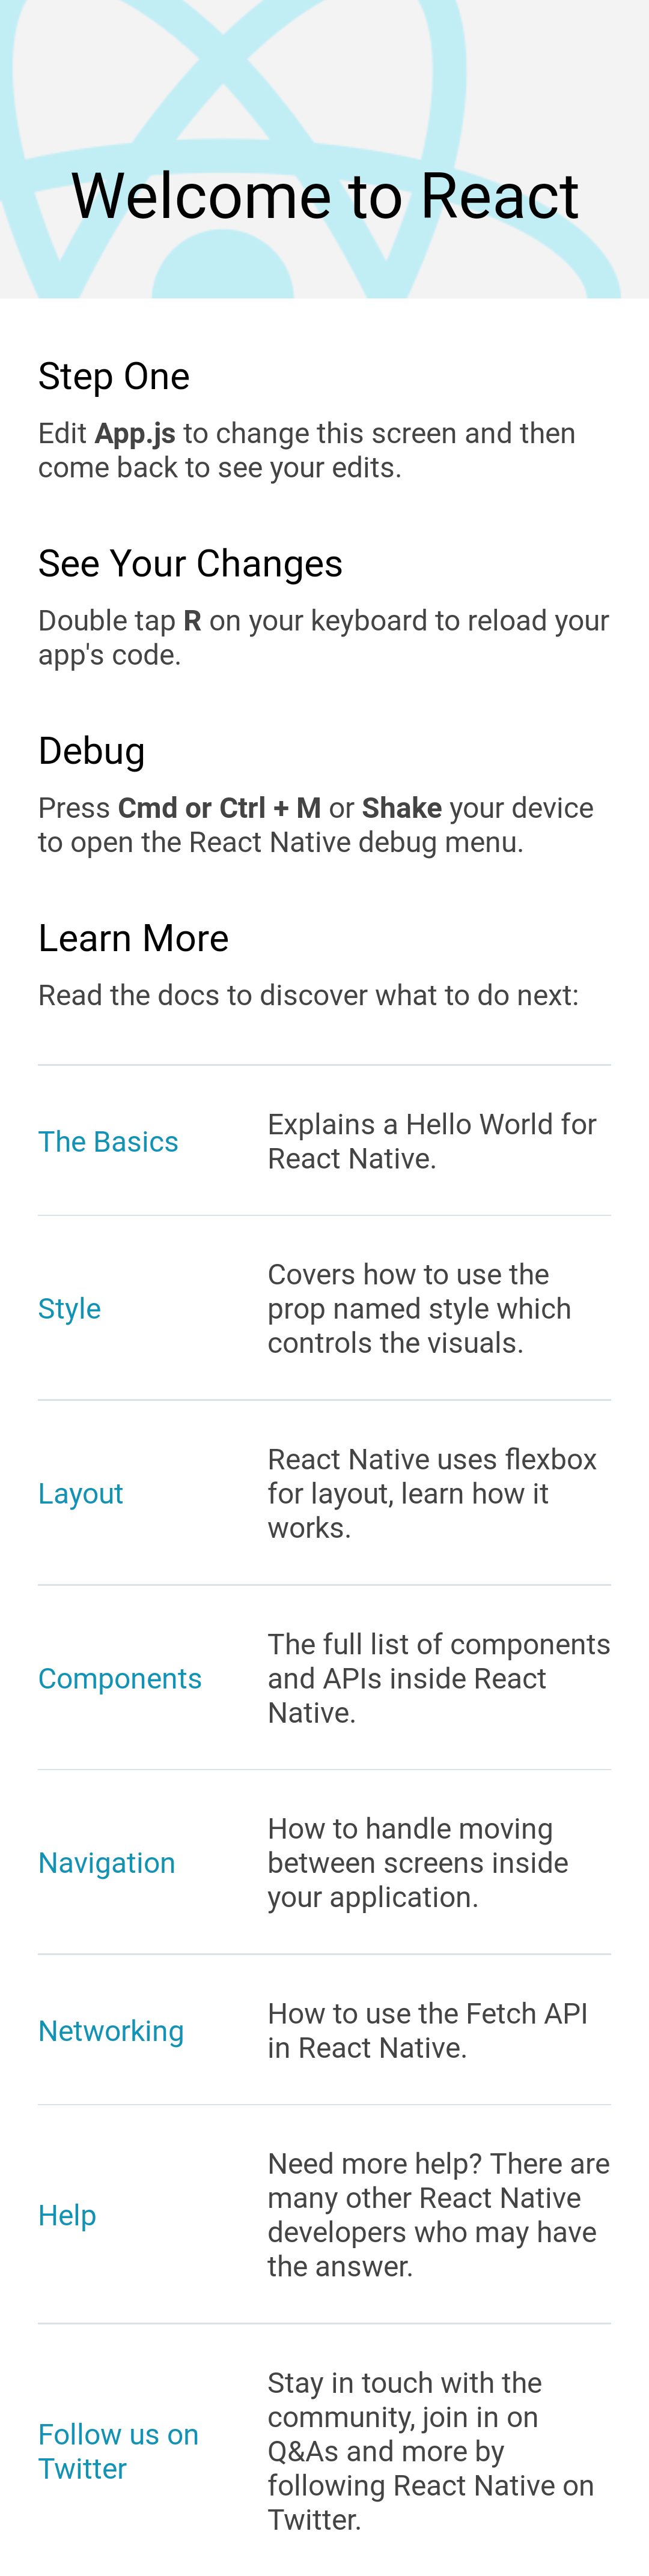 Welcome to React
Step One
Edit App.js to change this screen and then
come back to see your edits.
See Your Changes
Double tap R on your keyboard to reload your
app's code.
Debug
Press Cmd or Ctrl + M or Shake your device
to open the React Native debug menu.
Learn More
Read the docs to discover what to do next:
The Basics
Explains a Hello World for
React Native.
Style
Covers how to use the
prop named style which
controls the visuals.
Layout
React Native uses flexbox
for layout, learn how it
works.
Components
The full list of components
and APIs inside React
Native.
Navigation
How to handle moving
between screens inside
your application.
Networking
How to use the Fetch API
in React Native.
Help
Need more help? There are
many other React Native
developers who may have
the answer.
Follow us on
Twitter
Stay in touch with the
community, join in on
Q&As and more by
following React Native on
Twitter.